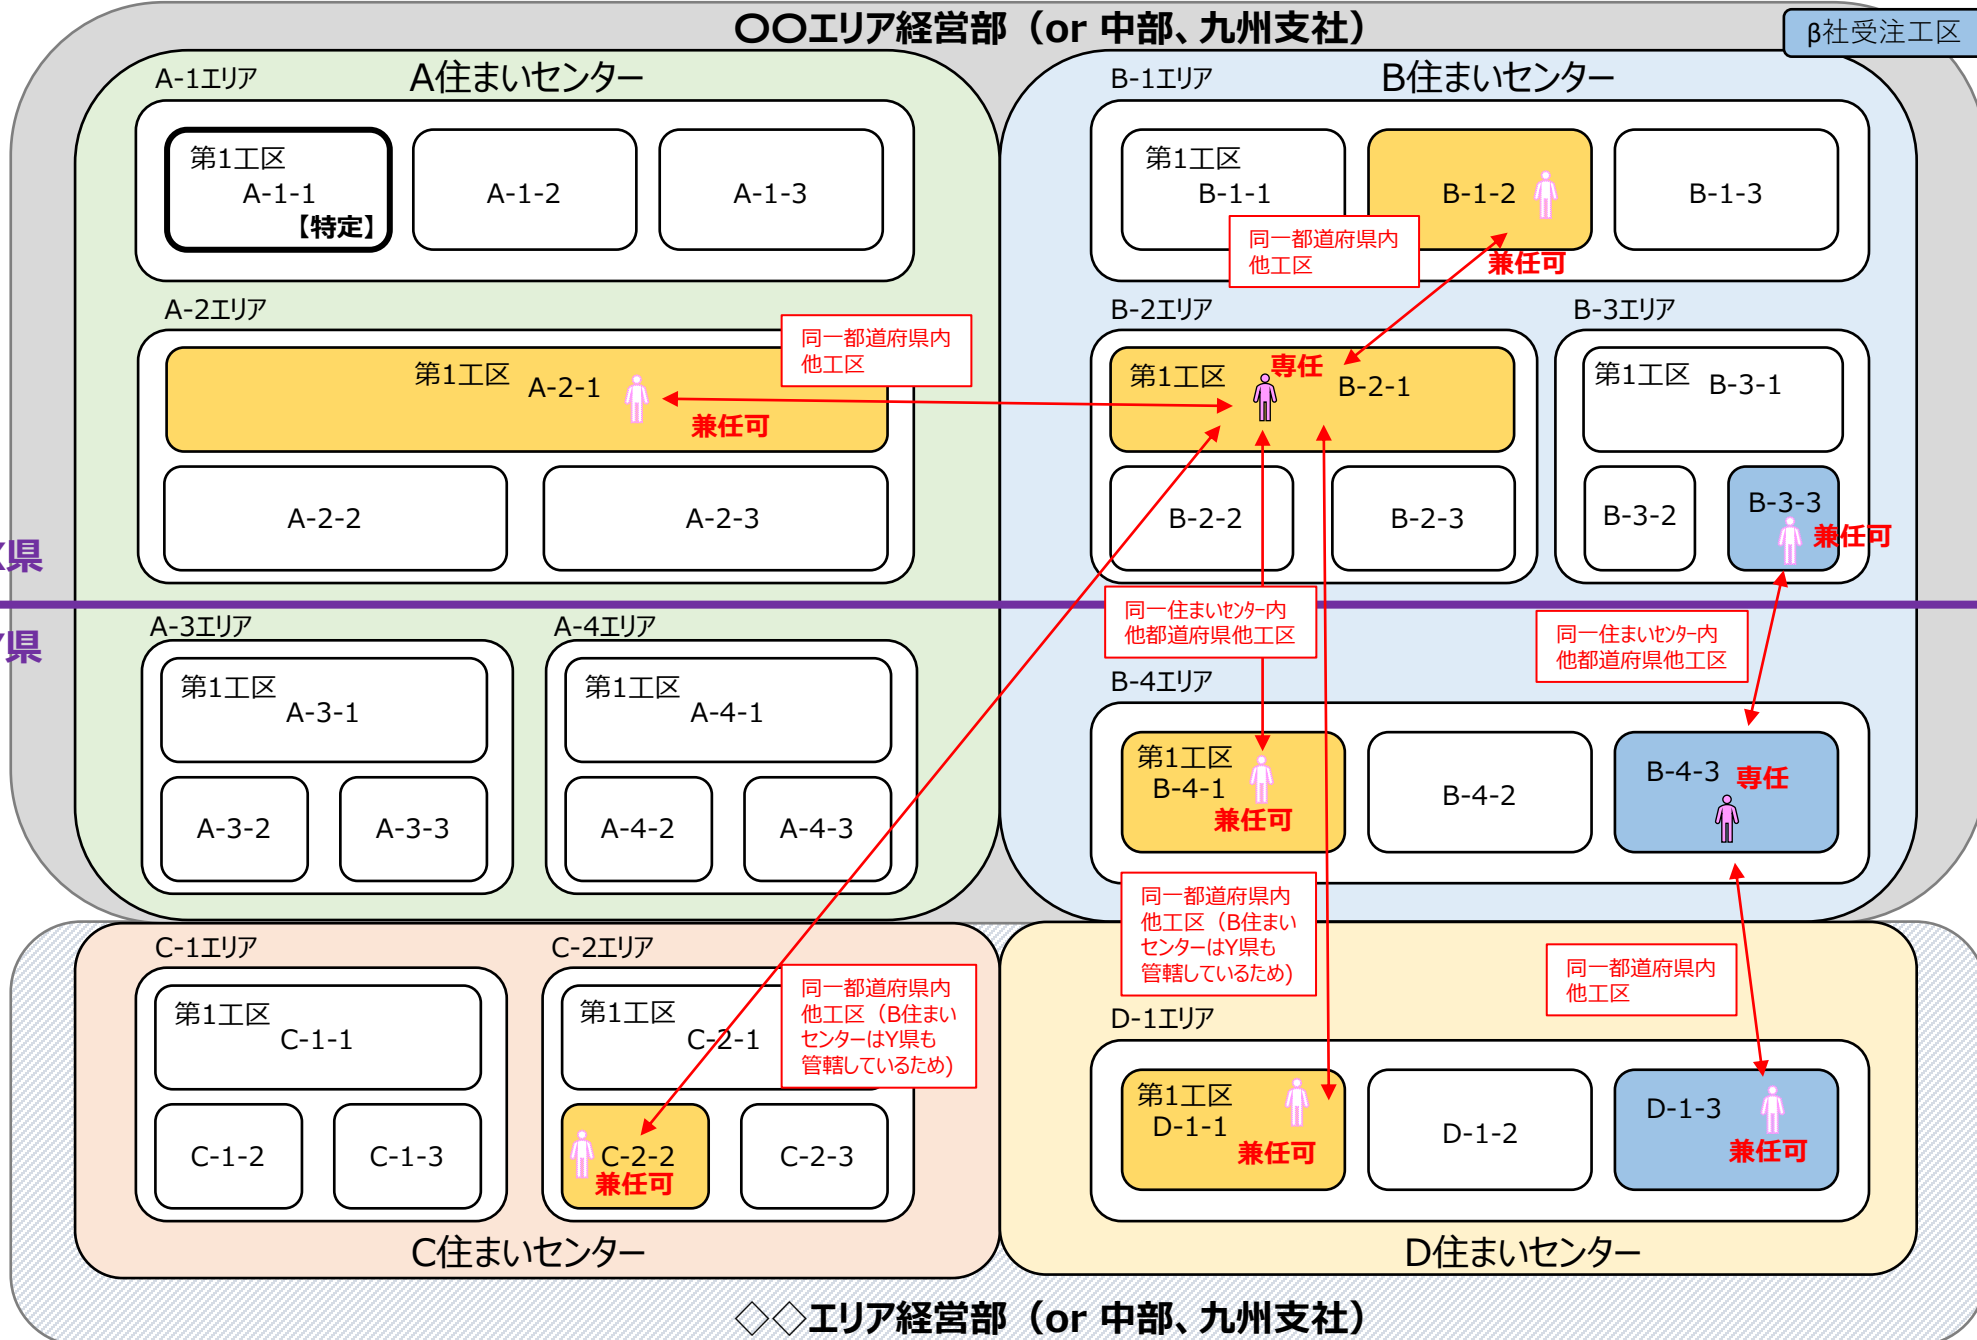 〇〇エリア経営部（or 中部、九州支社）
β社受注工区
A住まいセンター
A-1エリア
第1工区
A-1-1
【特定】
A-1-2
A-1-3
A-2エリア
同一都道府県内
他工区
第1工区
A-2-1
兼任可
A-2-2
A-2-3
B住まいセンター
B-1エリア
第1工区
B-1-1
B-1-2
B-1-3
同一都道府県内
他工区
兼任可
B-2エリア
第1工区
専任
B-2-1
B-2-2
B-2-3
B-3エリア
第1工区
B-3-1
B-3-2
B-3-3
兼任可
県
県
同一住まいセンター内
他都道府県他工区
同一住まいセンター内
他都道府県他工区
A-3エリア
第1工区
A-3-1
A-3-2
A-3-3
A-4エリア
第1工区
A-4-1
A-4-2
A-4-3
B-4エリア
第1工区
B-4-1
兼任可
B-4-2
B-4-3
専任
同一都道府県内
他工区（B住まい
センターはY県も
管轄しているため)
同一都道府県内
他工区
C-1エリア
第1工区
C-1-1
C-1-2
C-1-3
C-2エリア
第1工区
C-2-1
同一都道府県内
他工区（B住まい
センターはY県も
管轄しているため)
C-2-2
兼任可
C-2-3
C住まいセンター
D-1エリア
第1工区
D-1-1
兼任可
D-1-2
D-1-3
兼任可
D住まいセンター
◇◇エリア経営部（or 中部、九州支社）